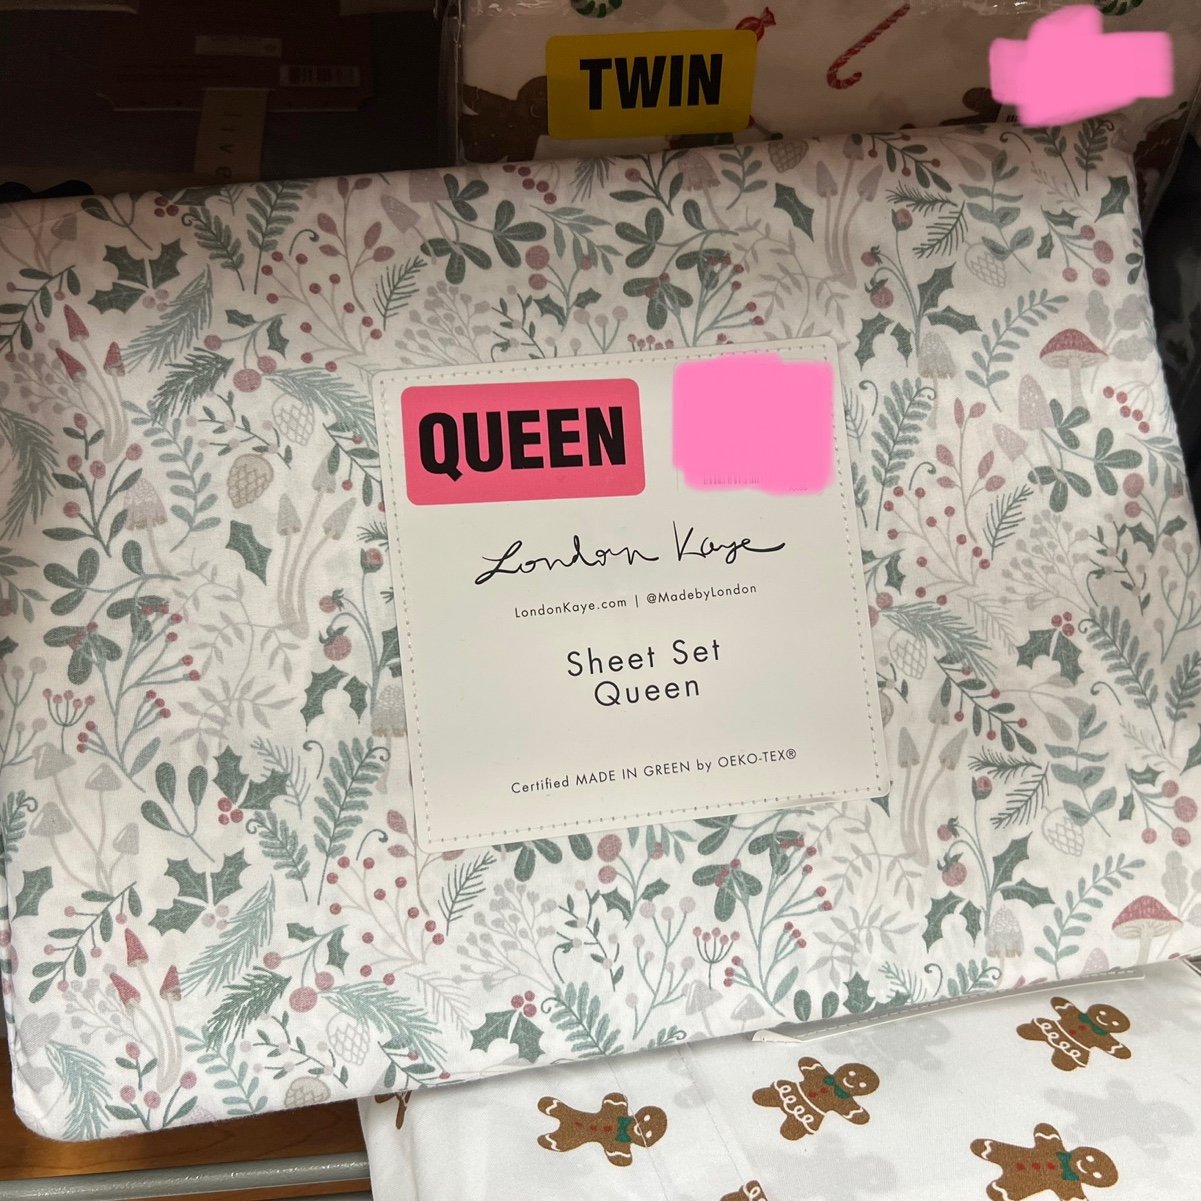 TWIN
QUEEN
London Kaye
LondonKaye.com | @MadebyLondon
Sheet Set
Queen
Certified MADE IN GREEN by OEKO-TEX®